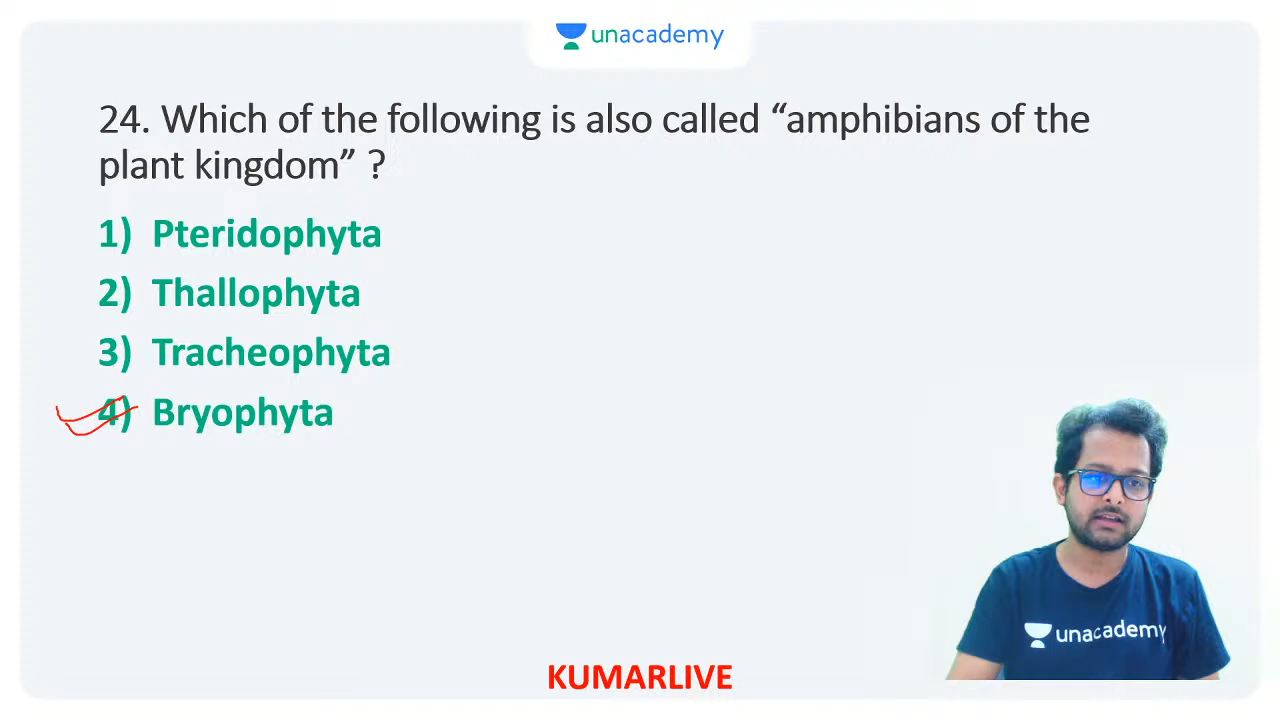 unacademy
24. Which of the following is also called “amphibians of the
plant kingdom” ?
1) Pteridophyta
2) Thallophyta
3) Tracheophyta
4) Bryophyta
unacademy
KUMARLIVE